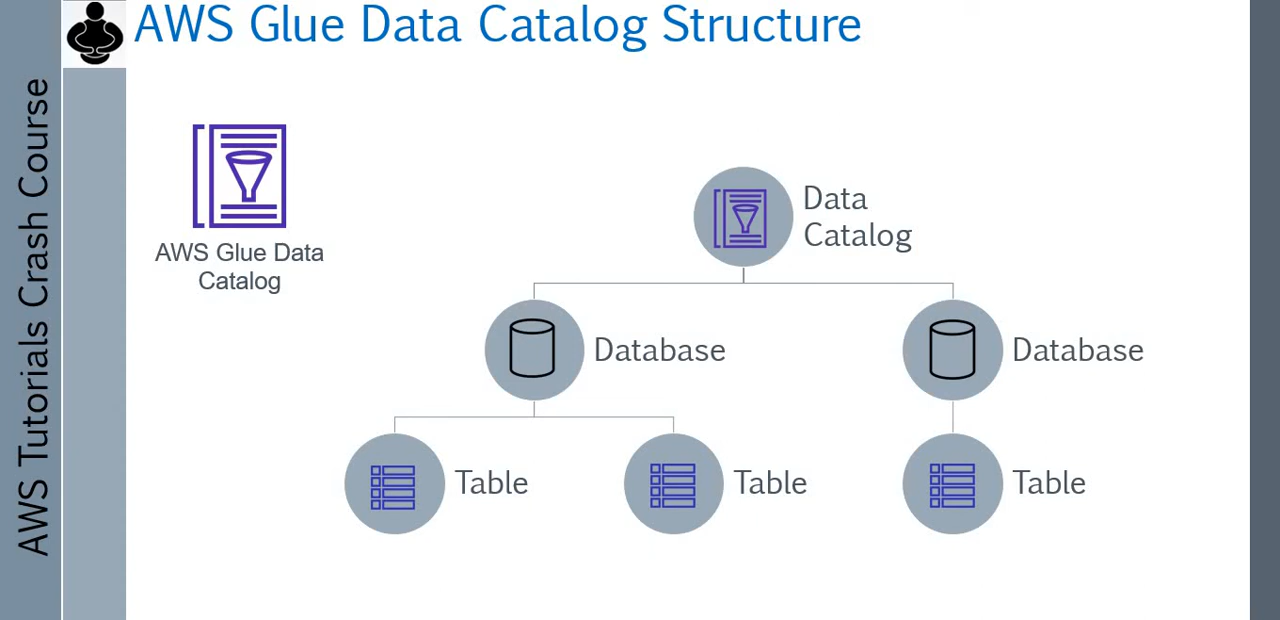 AWS Glue Data Catalog Structure
AWS Tutorials Crash Course
AWS Glue Data
Catalog
Data
Catalog
Database
Database
Table
Table
Table